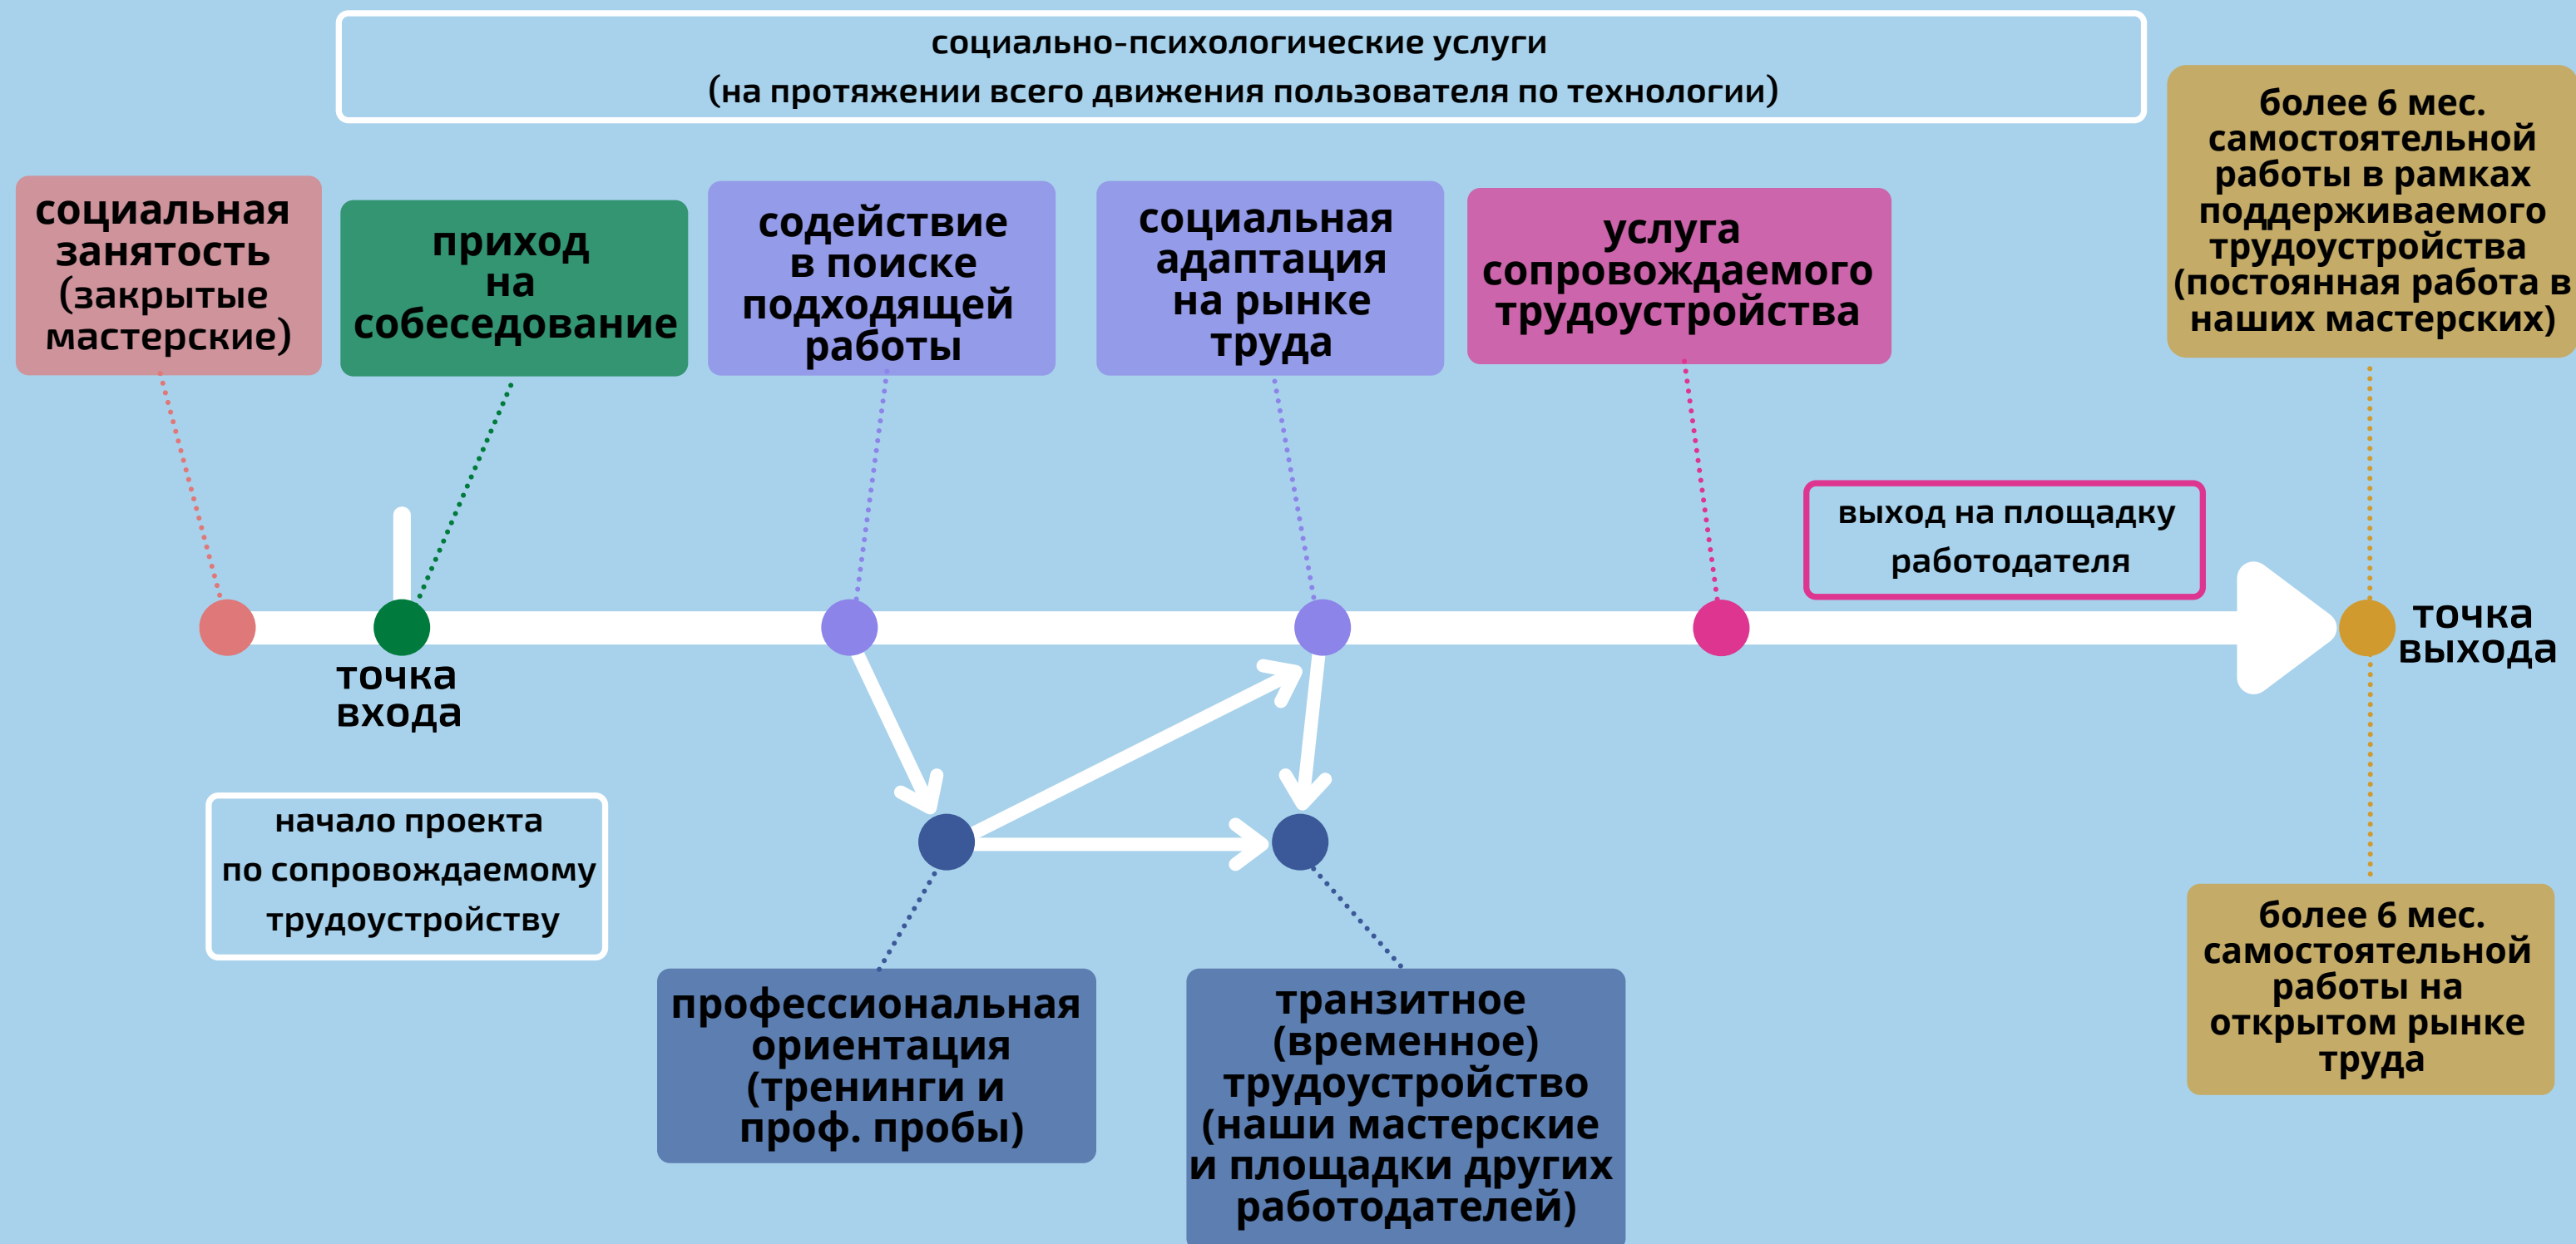 социально-психологические услуги
(на протяжении всего движения пользователя по технологии)
социальная
занятость
(закрытые
мастерские)
приход
на
собеседование
содействие
в поиске
подходящей
работы
социальная
адаптация
на рынке
труда
услуга
сопровождаемого
трудоустройства
более 6 мес.
самостоятельной
работы в рамках
поддерживаемого
трудоустройства
(постоянная работа в
наших мастерских)
выход на площадку
работодателя
точка
входа
точка
выхода
начало проекта
по сопровождаемому
трудоустройству
профессиональная
ориентация
(тренинги и
проф. пробы)
транзитное
(временное)
трудоустройство
(наши мастерские
и площадки других
работодателей)
более 6 мес.
самостоятельной
работы на
открытом рынке
труда